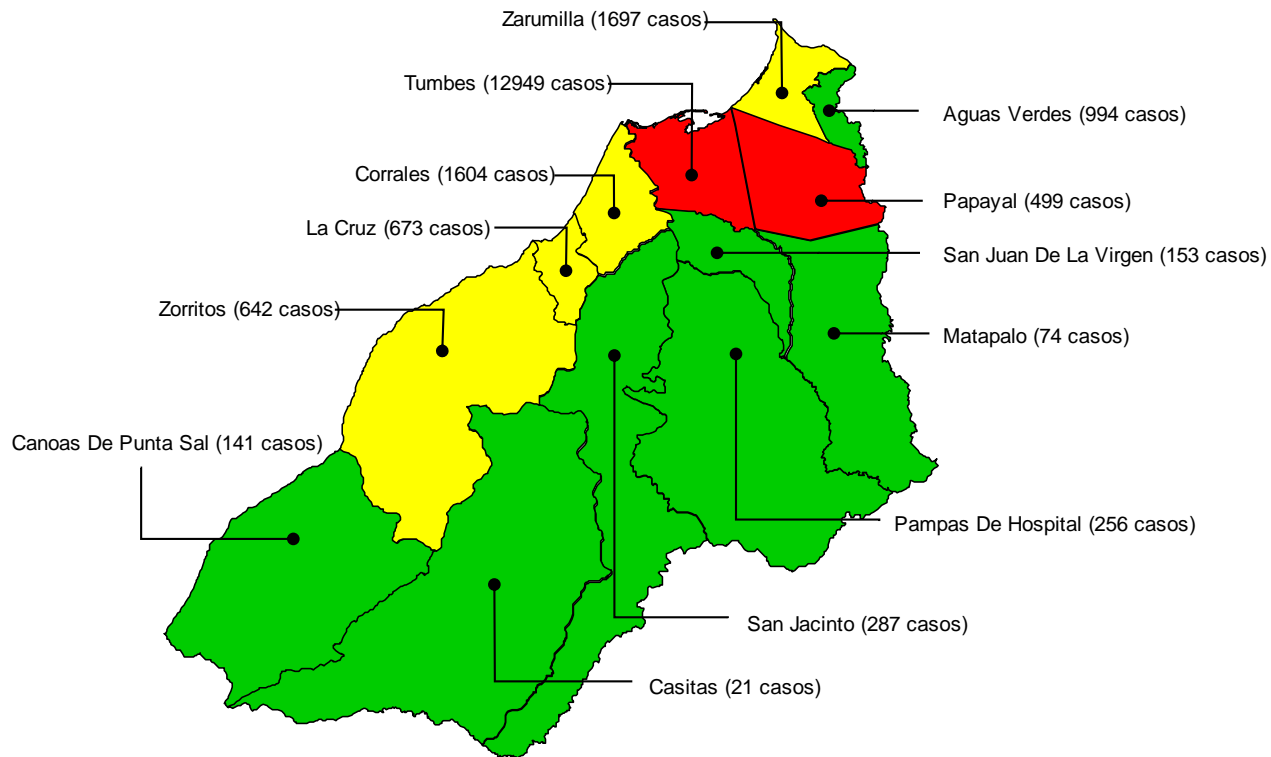 Zarumilla (1697 casos)
Tumbes (12949 casos)
Aguas Verdes (994 casos)
Corrales (1604 casos)
Papayal (499 casos)
La Cruz (673 casos)
San Juan De La Virgen (153 casos)
Zorritos (642 casos)
Matapalo (74 casos)
Canoas De Punta Sal (141 casos)
Pampas De Hospital (256 casos)
San Jacinto (287 casos)
Casitas (21 casos)